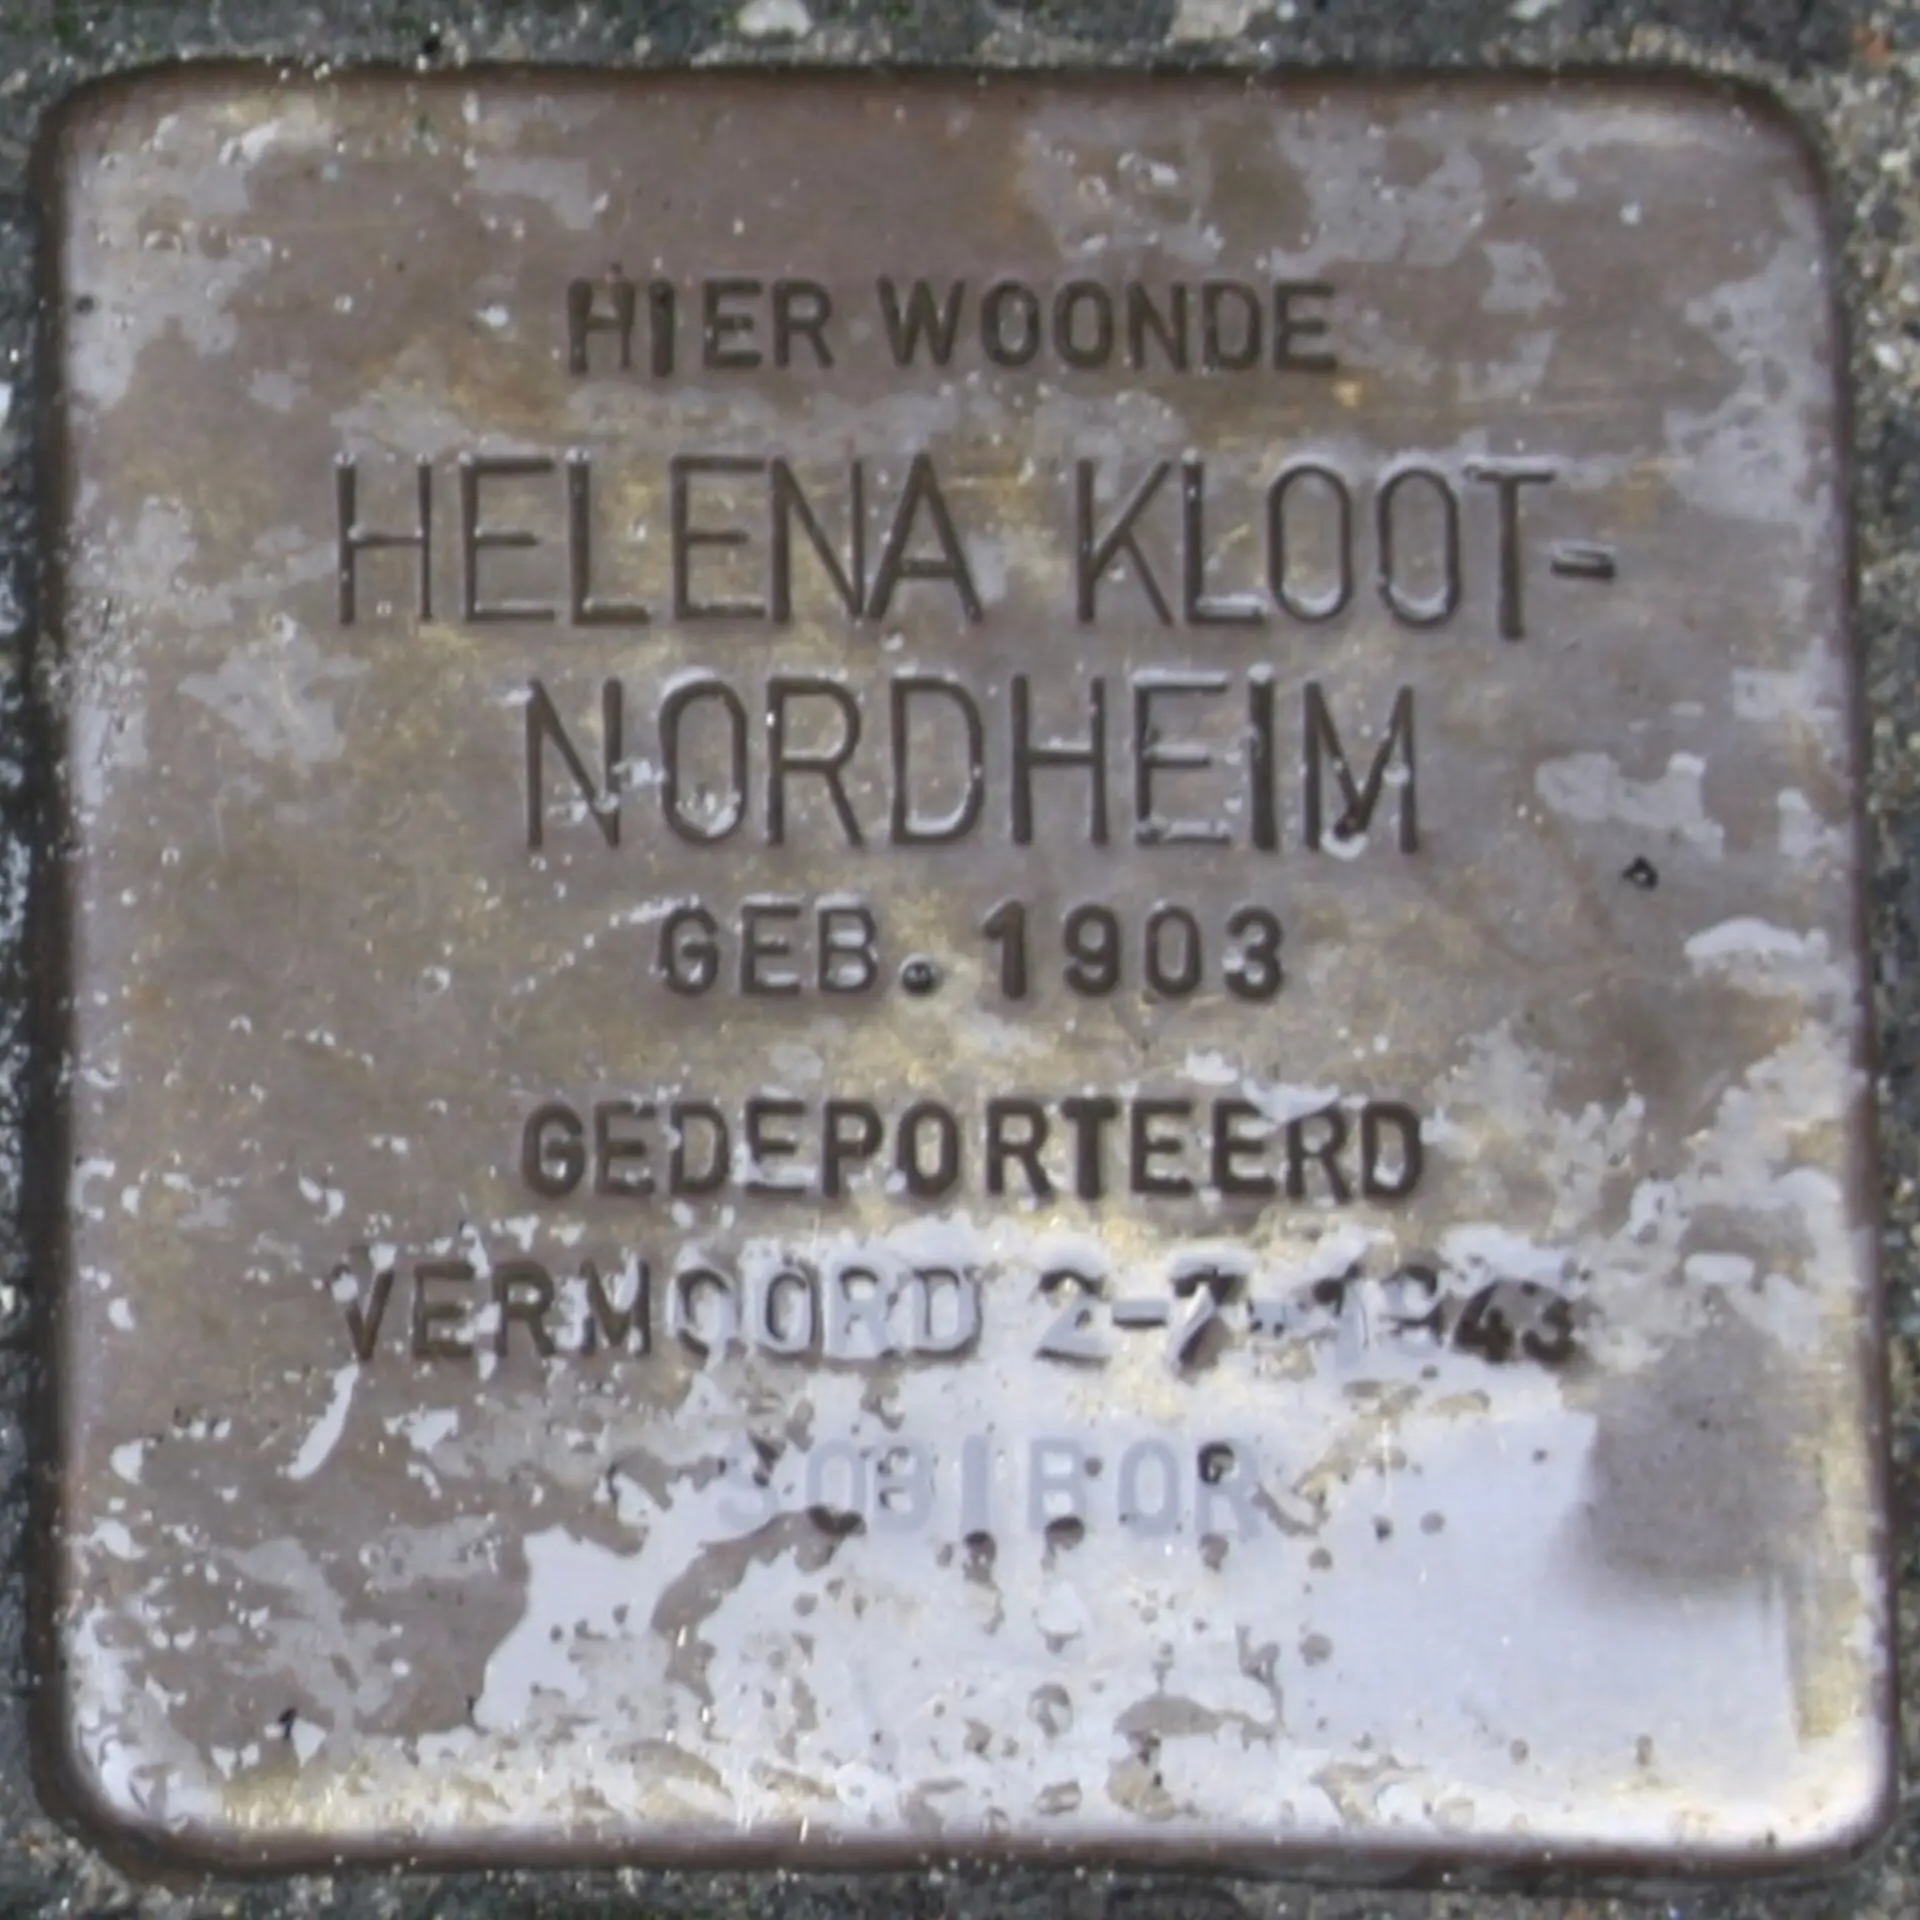 HIER WOONDE
HELENA KLOOT-
NORDHEIM
GEB. 1903
GEDEPORTEERD
VERMOORD 2-7-1943
SOBIBOR